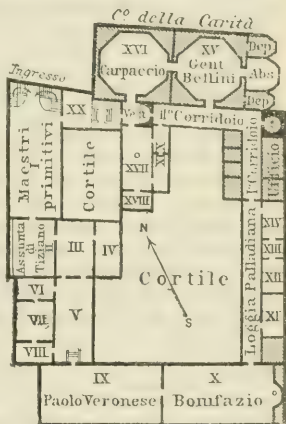 Cº della Carità
XVI
Carpaccio
XV
Gent
Bellini
Dep
Abs
Dep
Ingresso
XX
Vest
IIº Corridoio
Maestri
I
primitivi
Cortile
XVII
XIX
XVIII
Iº Corridoio
Ufficio
Assunta
di
Tiziano
II
III
IV
N
S
Cortile
Loggia Palladiana
XIV
XIII
XII
XI
VI
VII
VIII
V
IX
Paolo Veronese
X
Bonifazio